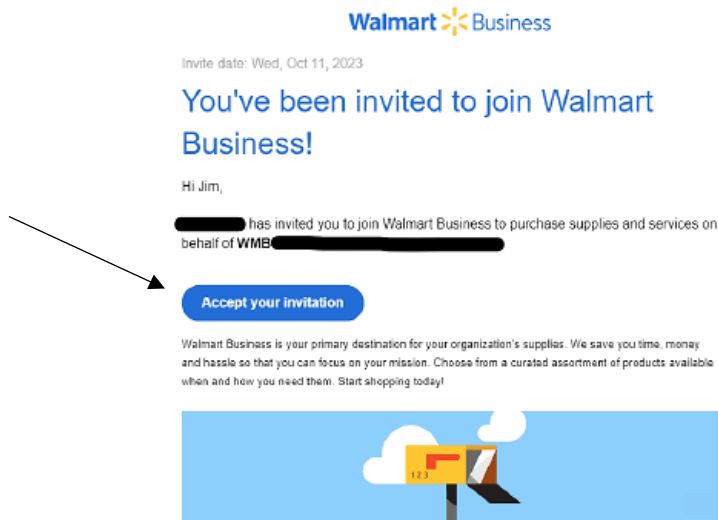 Walmart Business
Invite date: Wed, Oct 11, 2023
You've been invited to join Walmart
Business!
Hi Jim,
has invited you to join Walmart Business to purchase supplies and services on
behalf of WMB
Accept your invitation
Walmart Business is your primary destination for your organization's supplies. We save you time, money
and hassle so that you can focus on your mission. Choose from a curated assortment of products available
when and how you need them. Start shopping today!
123